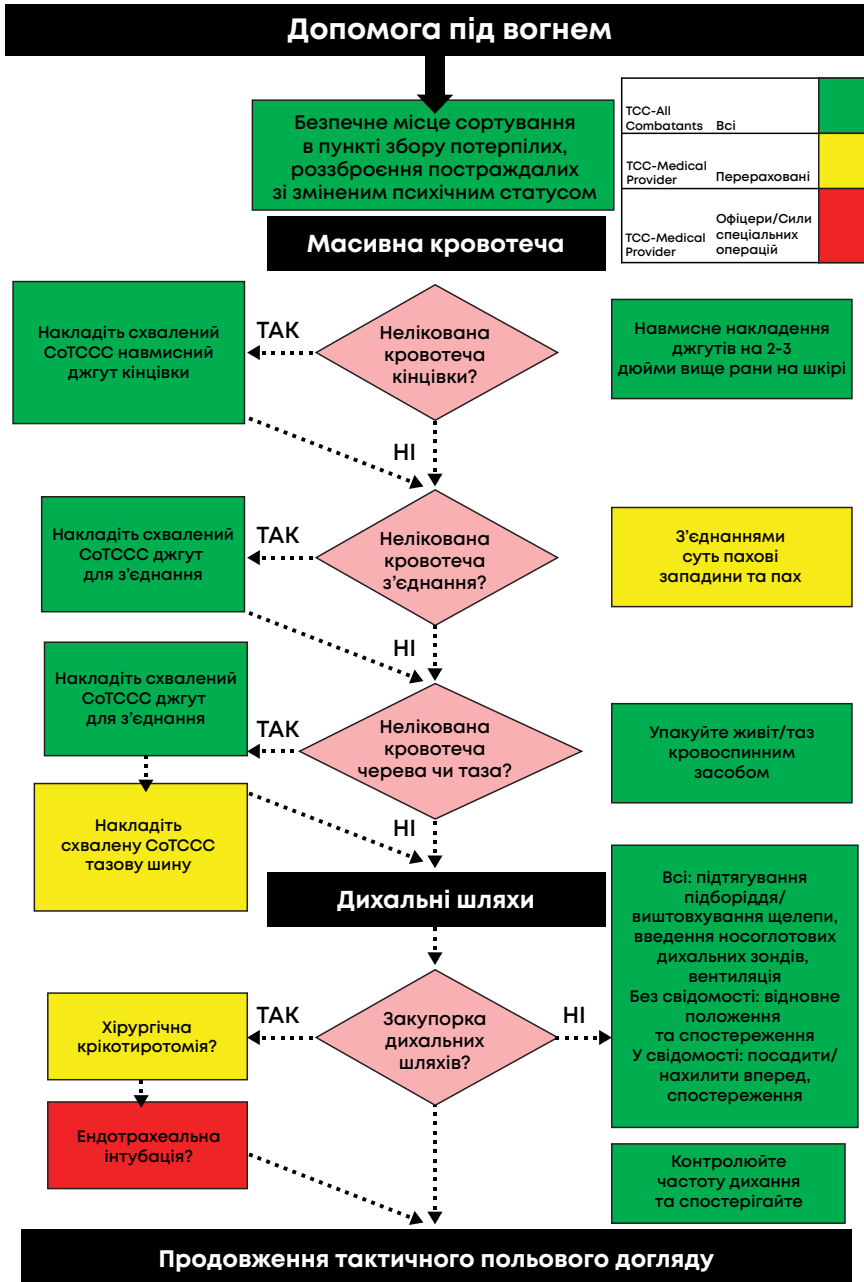 Допомога під вогнем
Безпечне місце сортування
в пункті збору потерпілих,
роззброєння постраждалих
зі зміненим психічним статусом
TCC-All
Combatants Всі
TCC-Medical
Provider Перераховані
TCC-Medical
Provider
Офіцери/Сили
спеціальних
операцій
Масивна кровотеча
Накладіть схвалений
CoTCCC навмисний
джгут кінцівки
ТАК
Нелікована
кровотеча
кінцівки?
Навмисне накладення
джгутів на 2-3
дюйми вище рани на шкірі
НІ
Накладіть схвалений
CoTCCC джгут
для з’єднання
ТАК
Нелікована
кровотеча
з’єднання?
З’єднаннями
суть пахові
западини та пах
НІ
Накладіть схвалений
CoTCCC джгут
для з’єднання
ТАК
Нелікована
кровотеча
черева чи таза?
Упакуйте живіт/таз
кровоспинним
засобом
Накладіть
схвалену CoTCCC
тазову шину
НІ
Дихальні шляхи
Всі: підтягування
підборіддя/
виштовхування щелепи,
введення носоглотових
дихальних зондів,
вентиляція
Без свідомості: відновне
положення
та спостереження
У свідомості: посадити/
нахилити вперед,
спостереження
Хірургічна
крікотиротомія?
ТАК
Закупорка
дихальних
шляхів?
НІ
Ендотрахеальна
інтубація?
Контролюйте
частоту дихання
та спостерігайте
Продовження тактичного польового догляду